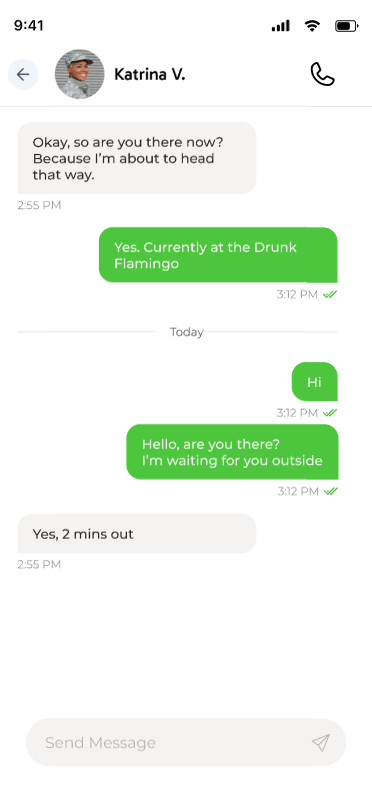 9:41
Katrina V.
Okay, so are you there now?
Because I'm about to head
that way.
2:55 PM
Yes. Currently at the Drunk
Flamingo
3:12 PM
Today
Hi
3:12 PM
Hello, are you there?
I'm waiting for you outside
3:12 PM
Yes, 2 mins out
2:55 PM
Send Message